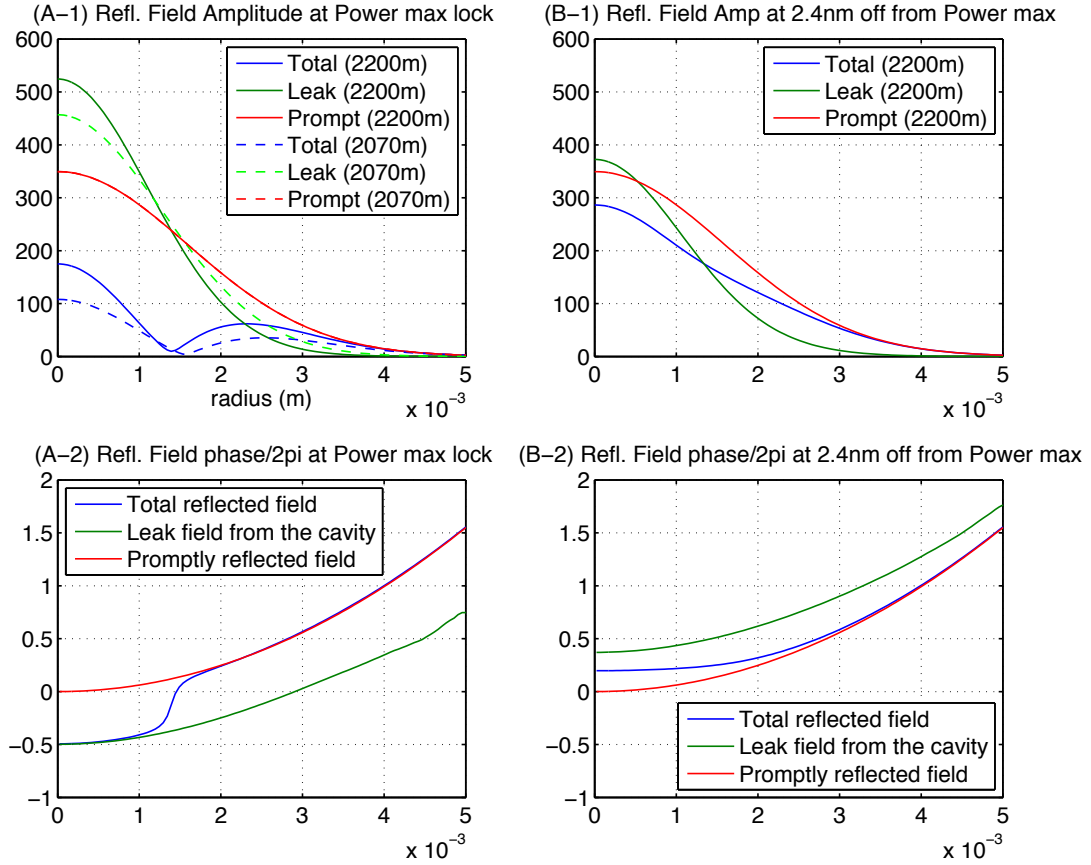 (A-1) Refl. Field Amplitude at Power max lock
600
500
400
300
200
100
0
Total (2200m)
Leak (2200m)
Prompt (2200m)
Total (2070m)
Leak (2070m)
Prompt (2070m)
0 1 2 3 4 5
radius (m)
x 10⁻³
(B-1) Refl. Field Amp at 2.4nm off from Power max
600
500
400
300
200
100
0
Total (2200m)
Leak (2200m)
Prompt (2200m)
0 1 2 3 4 5
x 10⁻³
(A-2) Refl. Field phase/2pi at Power max lock
2
1.5
1
0.5
0
−0.5
−1
Total reflected field
Leak field from the cavity
Promptly reflected field
0 1 2 3 4 5
x 10⁻³
(B-2) Refl. Field phase/2pi at 2.4nm off from Power max
2
1.5
1
0.5
0
−0.5
−1
Total reflected field
Leak field from the cavity
Promptly reflected field
0 1 2 3 4 5
x 10⁻³